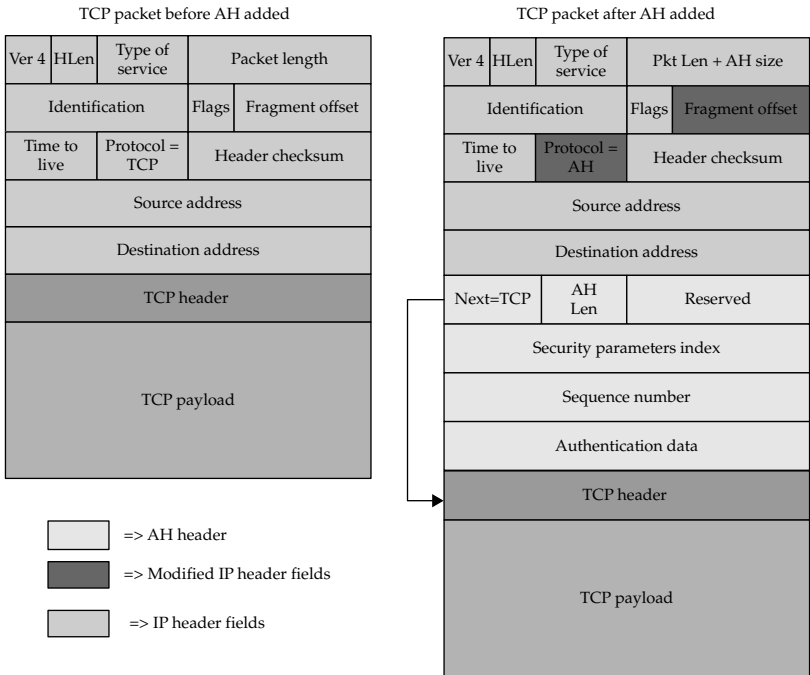 TCP packet before AH added
Ver 4 HLen Type of service Packet length
Identification Flags Fragment offset
Time to live Protocol = TCP Header checksum
Source address
Destination address
TCP header
TCP payload
=> AH header
=> Modified IP header fields
=> IP header fields
TCP packet after AH added
Ver 4 HLen Type of service Pkt Len + AH size
Identification Flags Fragment offset
Time to live Protocol = AH Header checksum
Source address
Destination address
Next=TCP AH Len Reserved
Security parameters index
Sequence number
Authentication data
TCP header
TCP payload